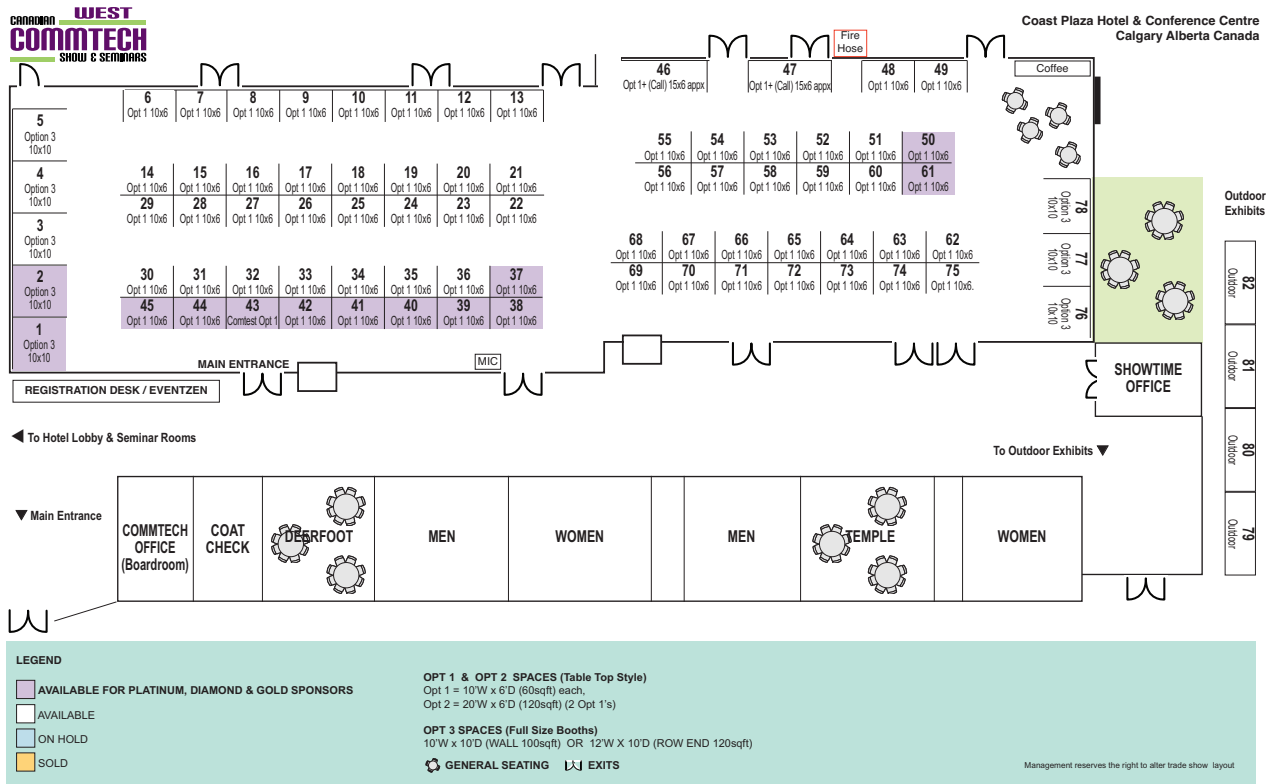 CANADIAN WEST
COMMTECH
SHOW & SEMINARS
Coast Plaza Hotel & Conference Centre
Calgary Alberta Canada
Fire
Hose
Coffee
46
Opt 1+ (Call) 15x6 appx
47
Opt 1+ (Call) 15x6 appx
48
Opt 1 10x6
49
Opt 1 10x6
6
Opt 1 10x6
7
Opt 1 10x6
8
Opt 1 10x6
9
Opt 1 10x6
10
Opt 1 10x6
11
Opt 1 10x6
12
Opt 1 10x6
13
Opt 1 10x6
5
Option 3
10x10
4
Option 3
10x10
3
Option 3
10x10
2
Option 3
10x10
1
Option 3
10x10
14
Opt 1 10x6
15
Opt 1 10x6
16
Opt 1 10x6
17
Opt 1 10x6
18
Opt 1 10x6
19
Opt 1 10x6
20
Opt 1 10x6
21
Opt 1 10x6
29
Opt 1 10x6
28
Opt 1 10x6
27
Opt 1 10x6
26
Opt 1 10x6
25
Opt 1 10x6
24
Opt 1 10x6
23
Opt 1 10x6
22
Opt 1 10x6
30
Opt 1 10x6
31
Opt 1 10x6
32
Opt 1 10x6
33
Opt 1 10x6
34
Opt 1 10x6
35
Opt 1 10x6
36
Opt 1 10x6
37
Opt 1 10x6
45
Opt 1 10x6
44
Opt 1 10x6
43
Comtest Opt 1
42
Opt 1 10x6
41
Opt 1 10x6
40
Opt 1 10x6
39
Opt 1 10x6
38
Opt 1 10x6
55
Opt 1 10x6
54
Opt 1 10x6
53
Opt 1 10x6
52
Opt 1 10x6
51
Opt 1 10x6
50
Opt 1 10x6
56
Opt 1 10x6
57
Opt 1 10x6
58
Opt 1 10x6
59
Opt 1 10x6
60
Opt 1 10x6
61
Opt 1 10x6
68
Opt 1 10x6
67
Opt 1 10x6
66
Opt 1 10x6
65
Opt 1 10x6
64
Opt 1 10x6
63
Opt 1 10x6
62
Opt 1 10x6
69
Opt 1 10x6
70
Opt 1 10x6
71
Opt 1 10x6
72
Opt 1 10x6
73
Opt 1 10x6
74
Opt 1 10x6
75
Opt 1 10x6.
78
Option 3
10x10
77
Option 3
10x10
76
Option 3
10x10
Outdoor
Exhibits
82
Outdoor
81
Outdoor
80
Outdoor
79
Outdoor
MAIN ENTRANCE
MIC
REGISTRATION DESK / EVENTZEN
SHOWTIME
OFFICE
To Hotel Lobby & Seminar Rooms
To Outdoor Exhibits
Main Entrance
COMMTECH
OFFICE
(Boardroom)
COAT
CHECK
DEERFOOT
MEN
WOMEN
MEN
TEMPLE
WOMEN
LEGEND
AVAILABLE FOR PLATINUM, DIAMOND & GOLD SPONSORS
AVAILABLE
ON HOLD
SOLD
OPT 1 & OPT 2 SPACES (Table Top Style)
Opt 1 = 10'W x 6'D (60sqft) each,
Opt 2 = 20'W x 6'D (120sqft) (2 Opt 1's)
OPT 3 SPACES (Full Size Booths)
10'W x 10'D (WALL 100sqft) OR 12'W X 10'D (ROW END 120sqft)
GENERAL SEATING EXITS
Management reserves the right to alter trade show layout